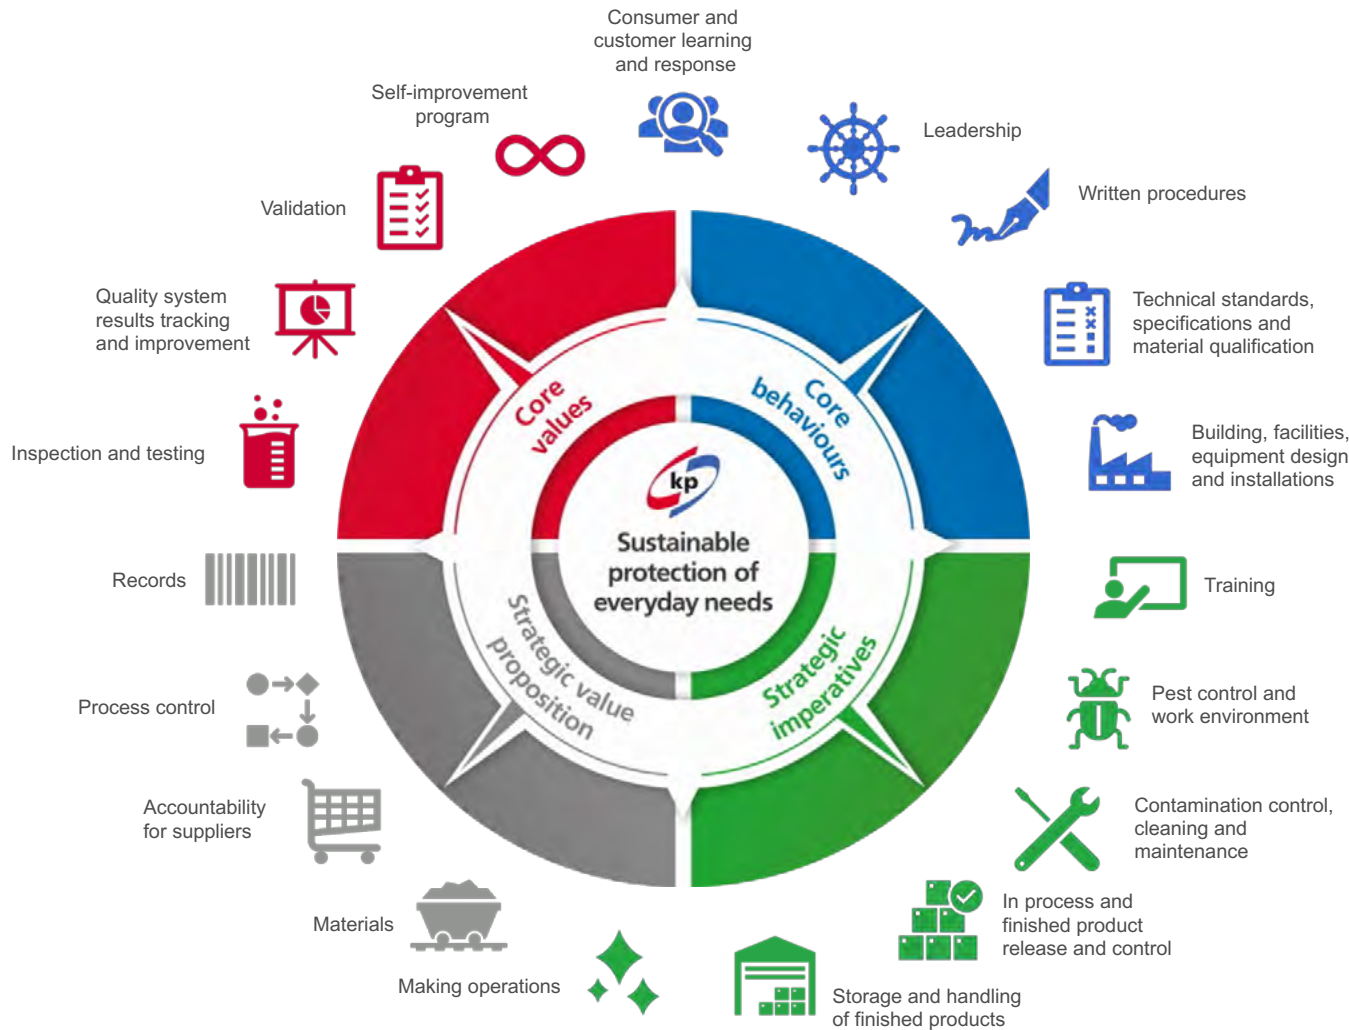 Consumer and
customer learning
and response
Leadership
Written procedures
Technical standards,
specifications and
material qualification
Building, facilities,
equipment design
and installations
Training
Pest control and
work environment
Contamination control,
cleaning and
maintenance
In process and
finished product
release and control
Storage and handling
of finished products
Making operations
Materials
Accountability
for suppliers
Process control
Records
Inspection and testing
Quality system
results tracking
and improvement
Validation
Self-improvement
program
Core
values
Core
behaviours
Strategic
imperatives
Strategic value
proposition
kp
Sustainable
protection of
everyday needs